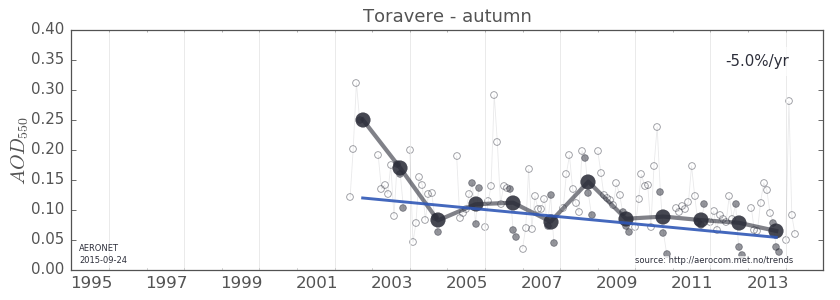 Toravere - autumn
0.40
0.35
0.30
0.25
0.20
0.15
0.10
0.05
0.00
AOD550
-5.0%/yr
AERONET
2015-09-24
source: http://aerocom.met.no/trends
1995 1997 1999 2001 2003 2005 2007 2009 2011 2013